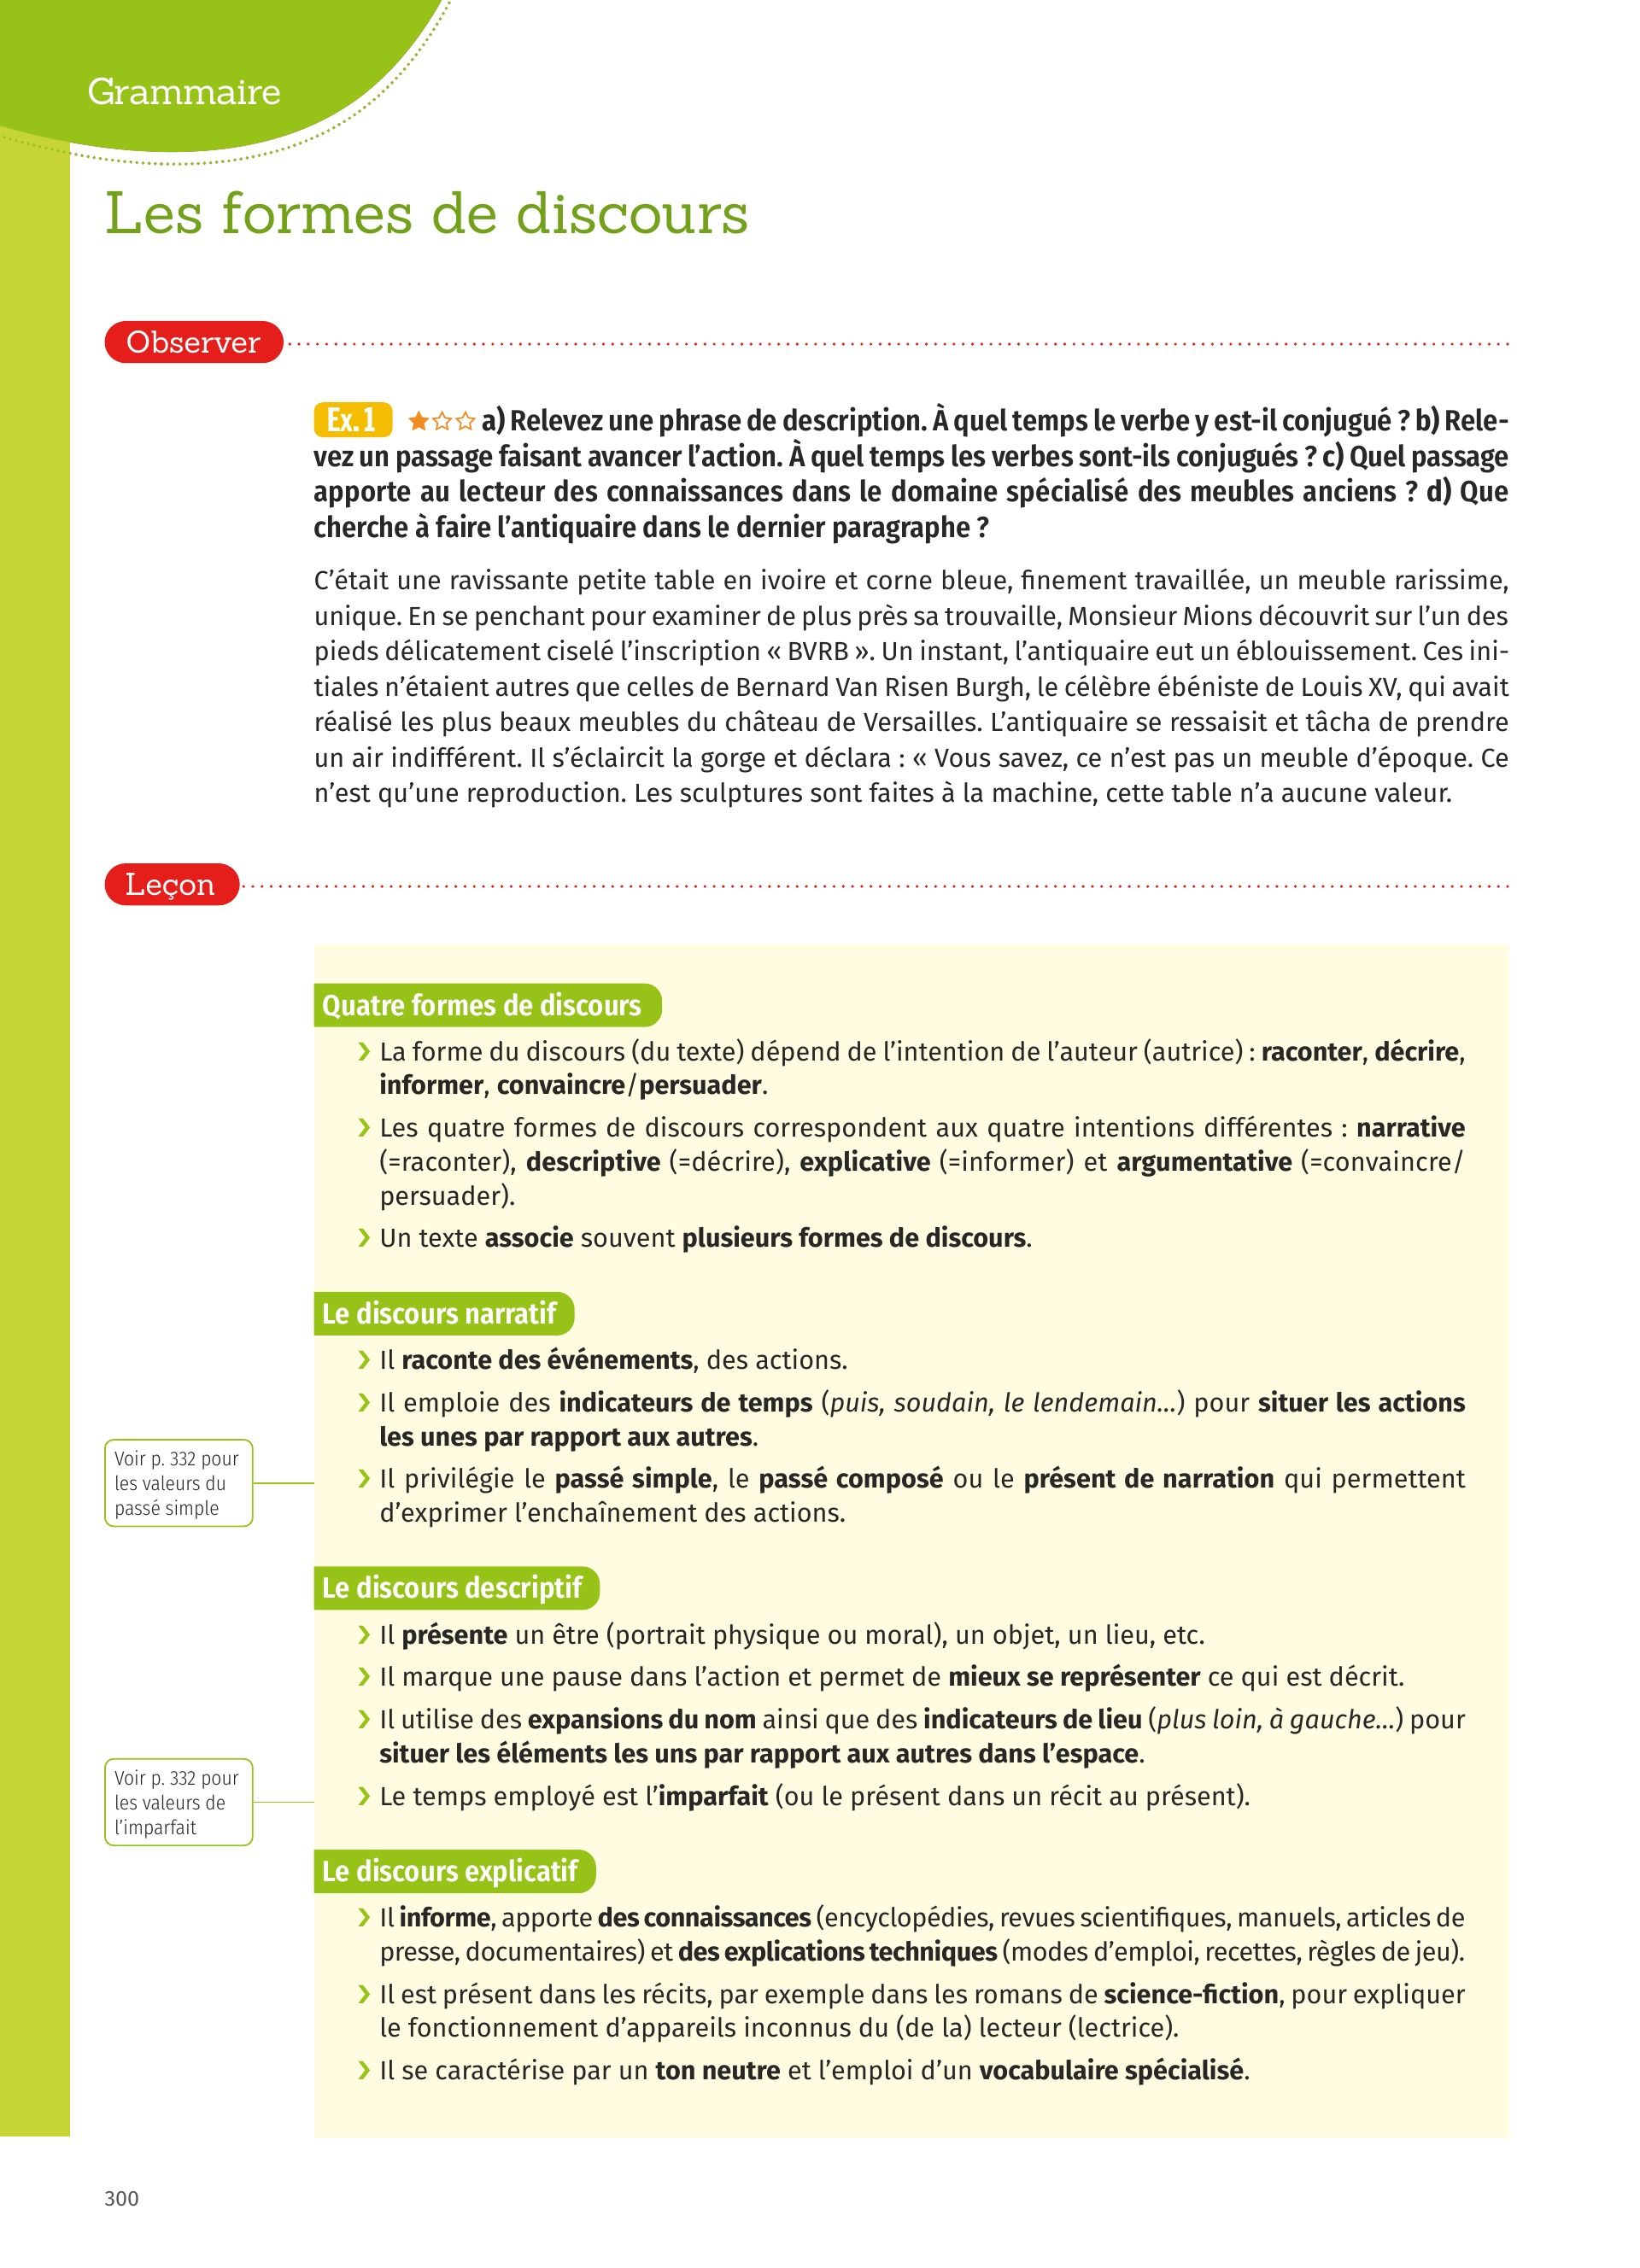 Grammaire
Les formes de discours
Observer
Ex. 1 ★☆☆ a) Relevez une phrase de description. À quel temps le verbe y est-il conjugué ? b) Rele-
vez un passage faisant avancer l’action. À quel temps les verbes sont-ils conjugués ? c) Quel passage
apporte au lecteur des connaissances dans le domaine spécialisé des meubles anciens ? d) Que
cherche à faire l’antiquaire dans le dernier paragraphe ?
C’était une ravissante petite table en ivoire et corne bleue, finement travaillée, un meuble rarissime,
unique. En se penchant pour examiner de plus près sa trouvaille, Monsieur Mions découvrit sur l’un des
pieds délicatement ciselé l’inscription « BVRB ». Un instant, l’antiquaire eut un éblouissement. Ces ini-
tiales n’étaient autres que celles de Bernard Van Risen Burgh, le célèbre ébéniste de Louis XV, qui avait
réalisé les plus beaux meubles du château de Versailles. L’antiquaire se ressaisit et tâcha de prendre
un air indifférent. Il s’éclaircit la gorge et déclara : « Vous savez, ce n’est pas un meuble d’époque. Ce
n’est qu’une reproduction. Les sculptures sont faites à la machine, cette table n’a aucune valeur.
Leçon
Quatre formes de discours
❯ La forme du discours (du texte) dépend de l’intention de l’auteur (autrice) : raconter, décrire,
informer, convaincre/persuader.
❯ Les quatre formes de discours correspondent aux quatre intentions différentes : narrative
(=raconter), descriptive (=décrire), explicative (=informer) et argumentative (=convaincre/
persuader).
❯ Un texte associe souvent plusieurs formes de discours.
Le discours narratif
❯ Il raconte des événements, des actions.
❯ Il emploie des indicateurs de temps (puis, soudain, le lendemain…) pour situer les actions
les unes par rapport aux autres.
Voir p. 332 pour
les valeurs du
passé simple
❯ Il privilégie le passé simple, le passé composé ou le présent de narration qui permettent
d’exprimer l’enchaînement des actions.
Le discours descriptif
❯ Il présente un être (portrait physique ou moral), un objet, un lieu, etc.
❯ Il marque une pause dans l’action et permet de mieux se représenter ce qui est décrit.
❯ Il utilise des expansions du nom ainsi que des indicateurs de lieu (plus loin, à gauche…) pour
situer les éléments les uns par rapport aux autres dans l’espace.
Voir p. 332 pour
les valeurs de
l’imparfait
❯ Le temps employé est l’imparfait (ou le présent dans un récit au présent).
Le discours explicatif
❯ Il informe, apporte des connaissances (encyclopédies, revues scientifiques, manuels, articles de
presse, documentaires) et des explications techniques (modes d’emploi, recettes, règles de jeu).
❯ Il est présent dans les récits, par exemple dans les romans de science-fiction, pour expliquer
le fonctionnement d’appareils inconnus du (de la) lecteur (lectrice).
❯ Il se caractérise par un ton neutre et l’emploi d’un vocabulaire spécialisé.
300